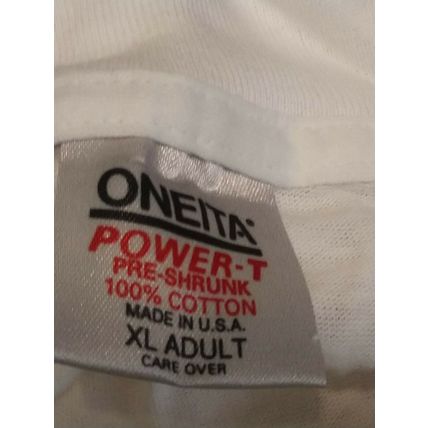 ONEITA®
POWER-T
PRE-SHRUNK
100% COTTON
MADE IN U.S.A.
XL ADULT
CARE OVER